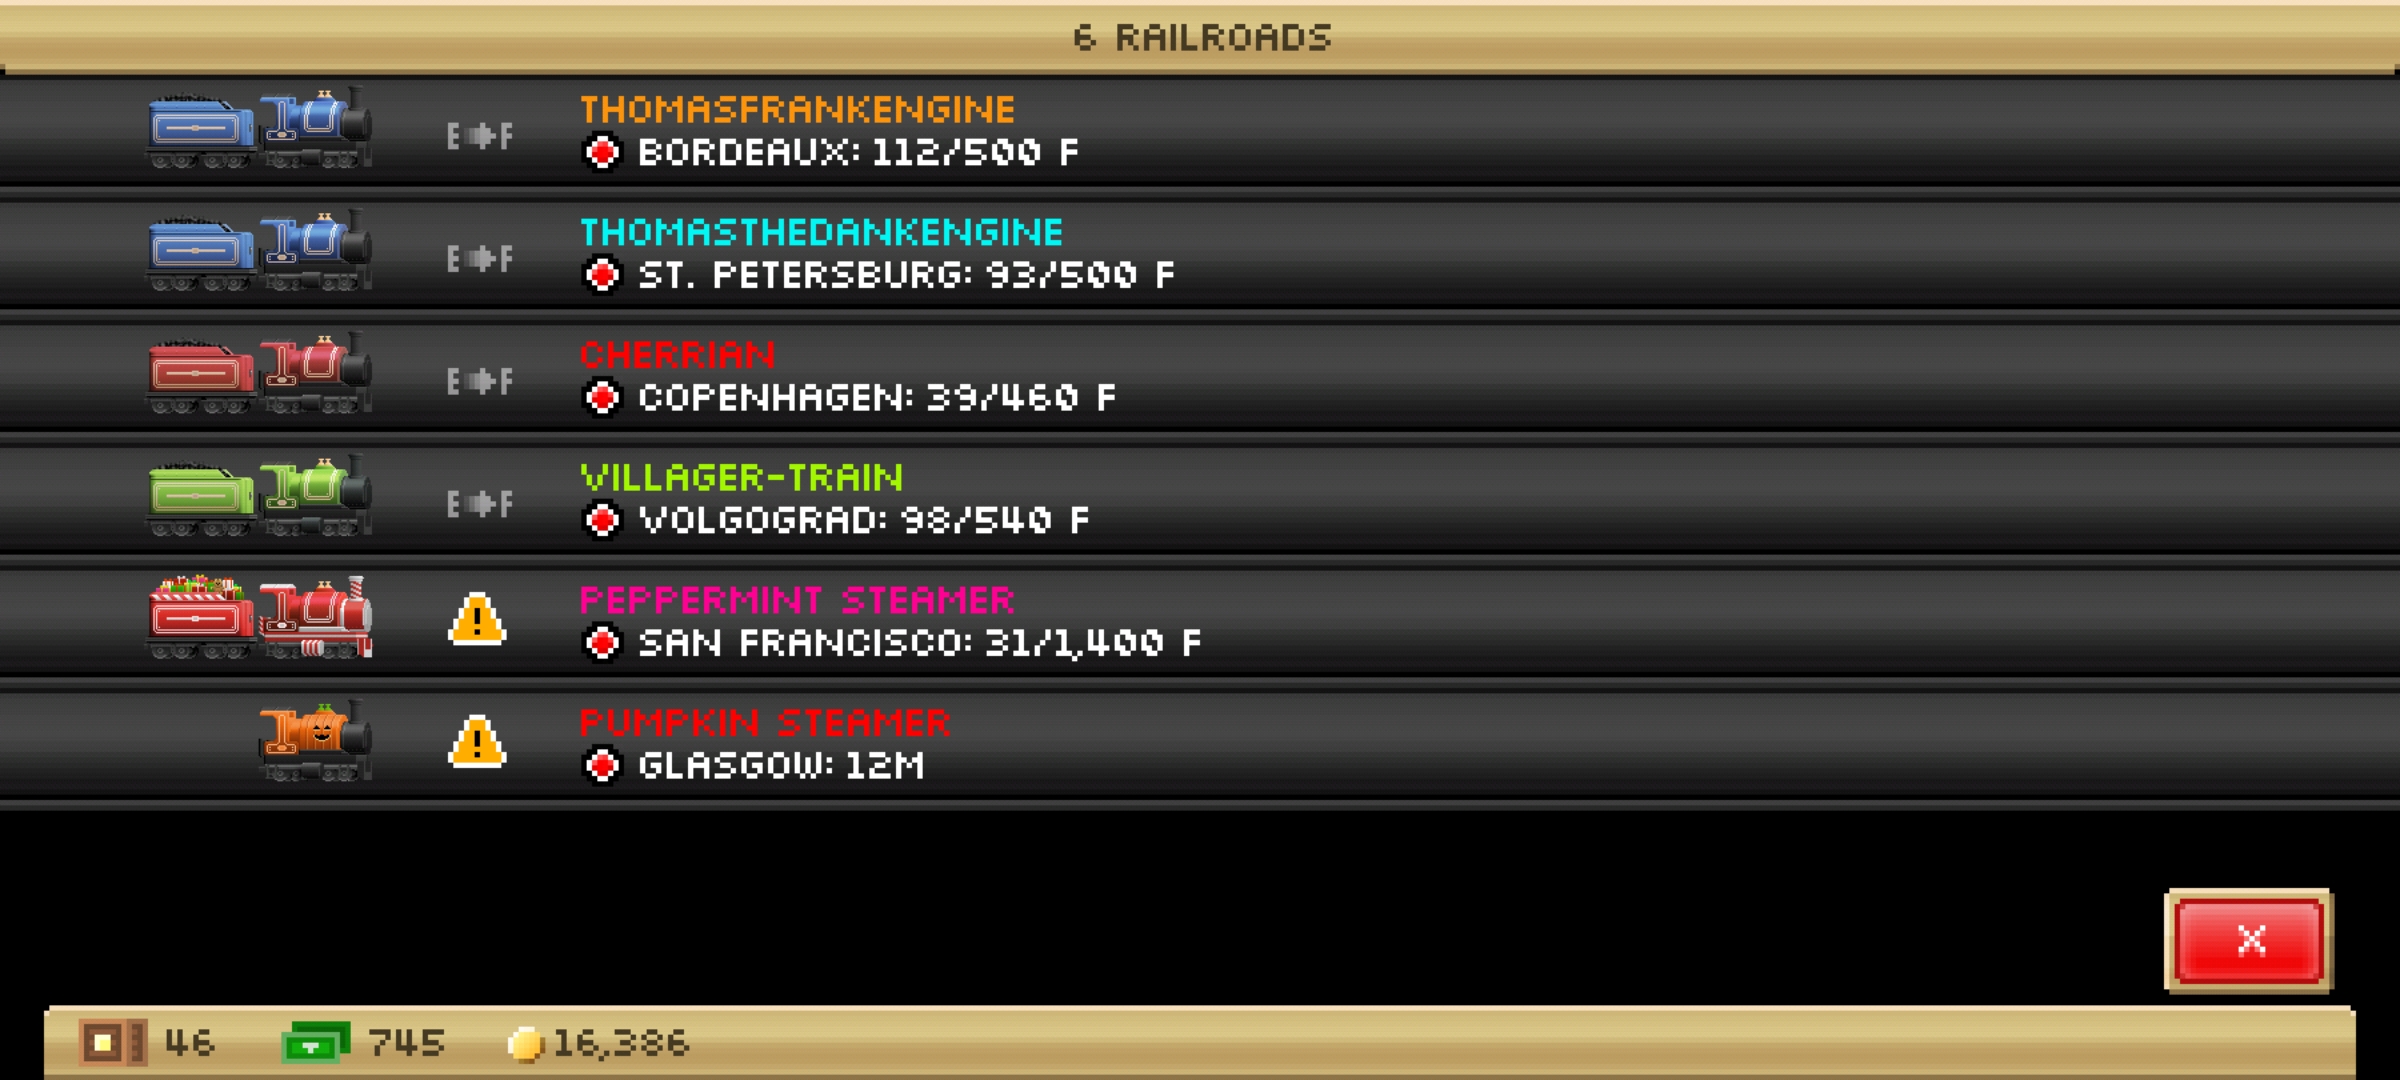 6 RAILROADS
THOMASFRANKENGINE
E F
BORDEAUX: 112/500 F
THOMASTHEDANKENGINE
E F
ST. PETERSBURG: 93/500 F
CHERRIAN
E F
COPENHAGEN: 39/460 F
VILLAGER-TRAIN
E F
VOLGOGRAD: 98/540 F
PEPPERMINT STEAMER
!
SAN FRANCISCO: 31/1,400 F
PUMPKIN STEAMER
!
GLASGOW: 12M
X
46 745 16,386